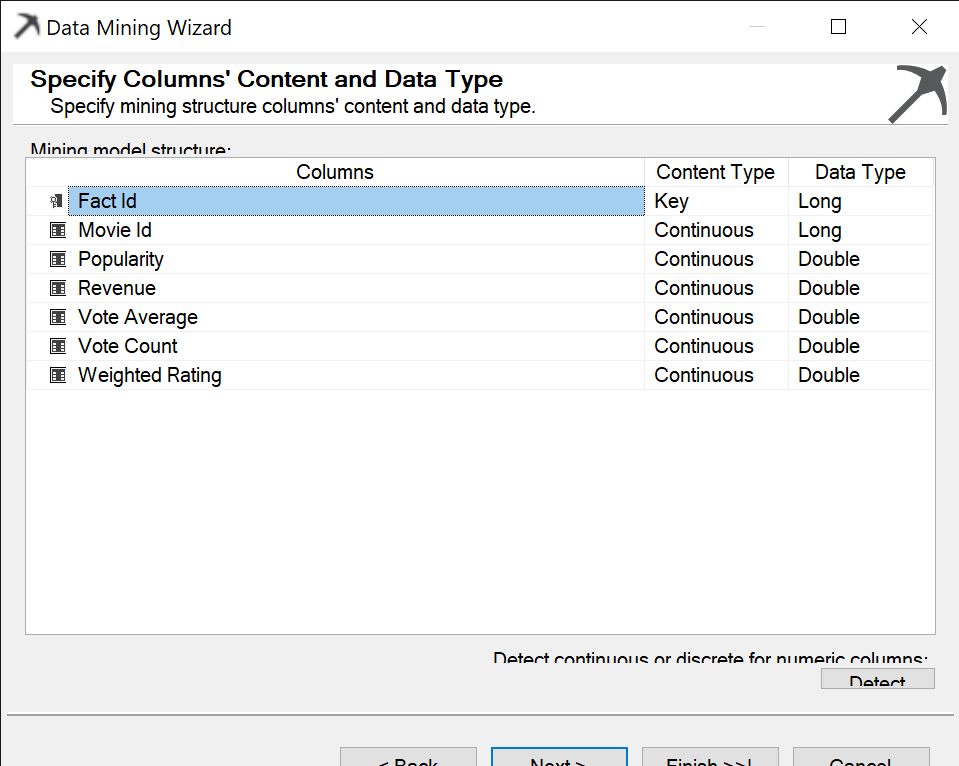 Data Mining Wizard
Specify Columns' Content and Data Type
Specify mining structure columns' content and data type.
Mining model structure:
Columns Content Type Data Type
Fact Id Key Long
Movie Id Continuous Long
Popularity Continuous Double
Revenue Continuous Double
Vote Average Continuous Double
Vote Count Continuous Double
Weighted Rating Continuous Double
Detect continuous or discrete for numeric columns:
Detect
< Back Next > Finish >>| Cancel